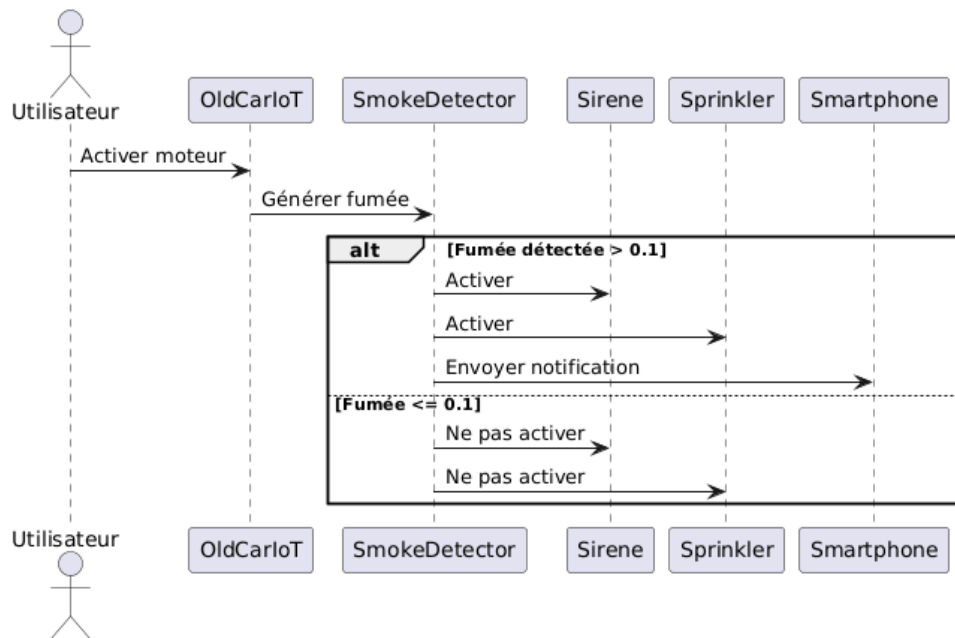 Utilisateur
OldCarIoT
SmokeDetector
Sirene
Sprinkler
Smartphone
Activer moteur
Générer fumée
alt
[Fumée détectée > 0.1]
Activer
Activer
Envoyer notification
[Fumée <= 0.1]
Ne pas activer
Ne pas activer
Utilisateur
OldCarIoT
SmokeDetector
Sirene
Sprinkler
Smartphone